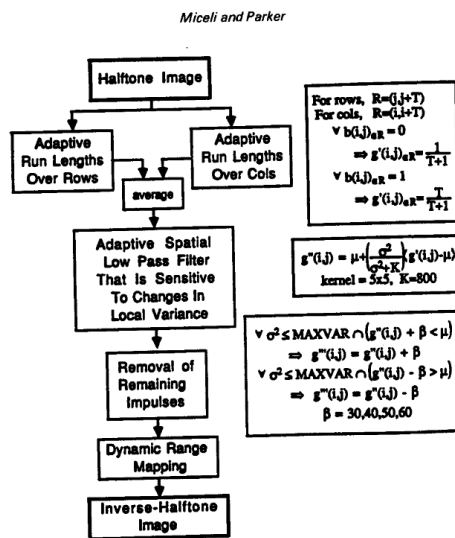 Miceli and Parker
Halftone Image
Adaptive
Run Lengths
Over Rows
Adaptive
Run Lengths
Over Cols
average
Adaptive Spatial
Low Pass Filter
That Is Sensitive
To Changes In
Local Variance
Removal of
Remaining
Impulses
Dynamic Range
Mapping
Inverse-Halftone
Image
For rows, R=(j,j+T)
For cols, R=(i,i+T)
∀ b(i,j)∈R = 0
⇒ g'(i,j)∈R = 1/(T+1)
∀ b(i,j)∈R = 1
⇒ g'(i,j)∈R = T/(T+1)
g"(i,j) = μ+(σ²/(σ²+K))(g'(i,j)-μ)
kernel = 5x5, K=800
∀ σ² ≤ MAXVAR ∩ (g"(i,j) + β < μ)
⇒ g'"(i,j) = g"(i,j) + β
∀ σ² ≤ MAXVAR ∩ (g"(i,j) - β > μ)
⇒ g'"(i,j) = g"(i,j) - β
β = 30,40,50,60